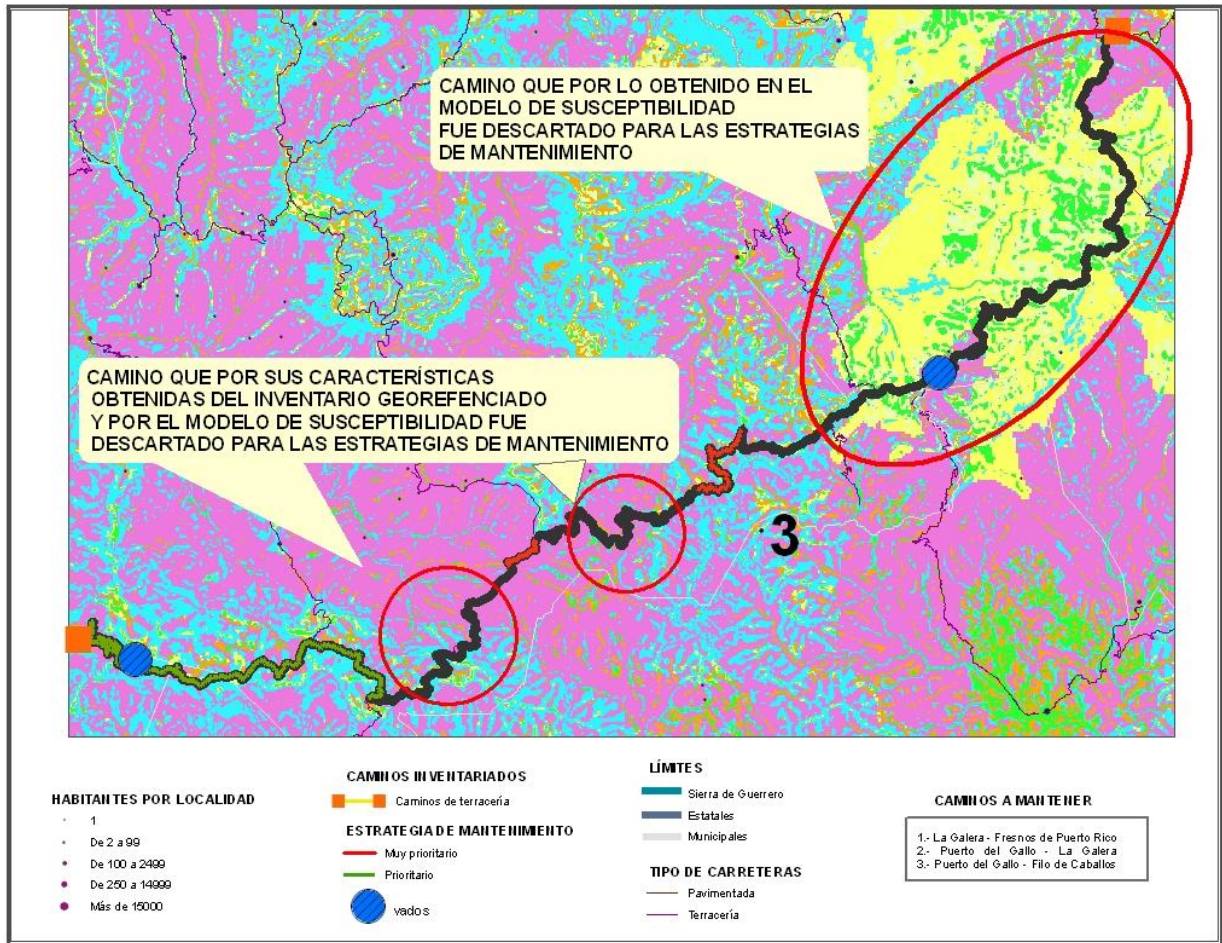 CAMINO QUE POR LO OBTENIDO EN EL
MODELO DE SUSCEPTIBILIDAD
FUE DESCARTADO PARA LAS ESTRATEGIAS
DE MANTENIMIENTO
CAMINO QUE POR SUS CARACTERÍSTICAS
OBTENIDAS DEL INVENTARIO GEOREFENCIADO
Y POR EL MODELO DE SUSCEPTIBILIDAD FUE
DESCARTADO PARA LAS ESTRATEGIAS DE MANTENIMIENTO
3
HABITANTES POR LOCALIDAD
1
De 2 a 99
De 100 a 2499
De 250 a 14999
Más de 15000
CAMINOS INVENTARIADOS
Caminos de terracería
ESTRATEGIA DE MANTENIMIENTO
Muy prioritario
Prioritario
vados
LÍMITES
Sierra de Guerrero
Estatales
Municipales
TIPO DE CARRETERAS
Pavimentada
Terracería
CAMINOS A MANTENER
1.- La Galera - Fresnos de Puerto Rico
2.- Puerto del Gallo - La Galera
3.- Puerto del Gallo - Filo de Caballos